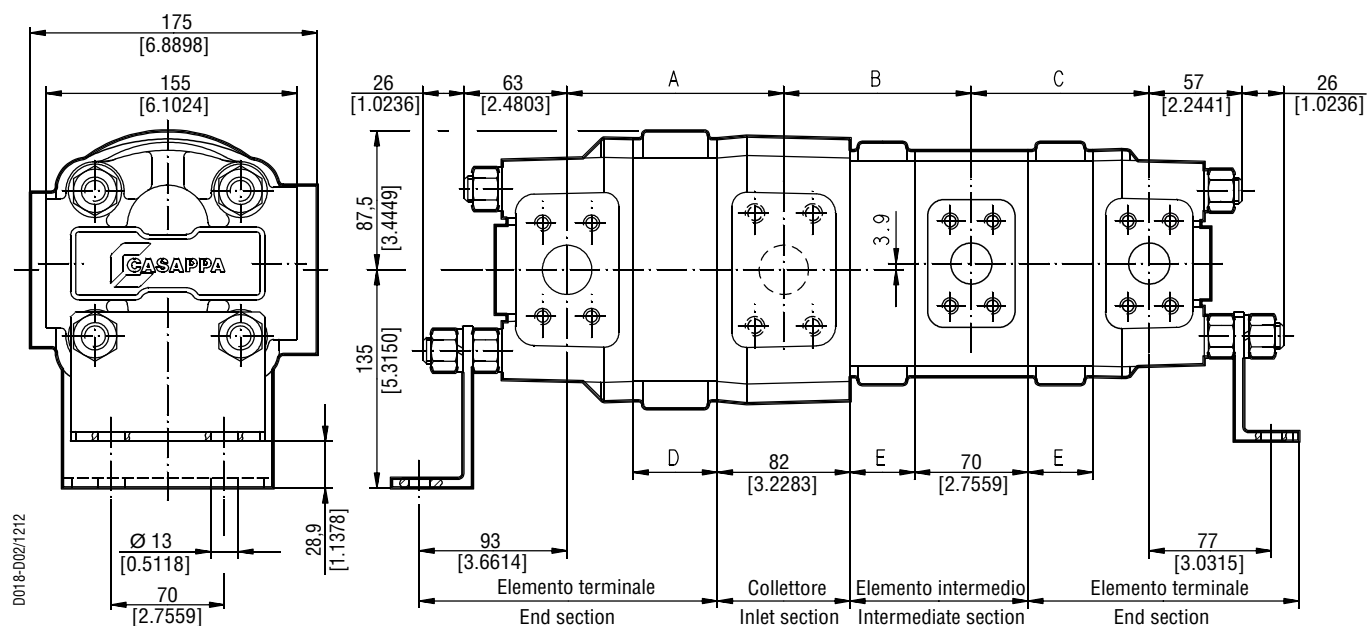 175
[6.8898]
155
[6.1024]
26
[1.0236]
63
[2.4803]
A
B
C
57
[2.2441]
26
[1.0236]
87,5
[3.4449]
3.9
CASAPPA
135
[5.3150]
D
82
[3.2283]
E
70
[2.7559]
E
28,9
[1.1378]
Ø 13
[0.5118]
93
[3.6614]
77
[3.0315]
70
[2.7559]
Elemento terminale
End section
Collettore
Inlet section
Elemento intermedio
Intermediate section
Elemento terminale
End section
D018-D02/1212